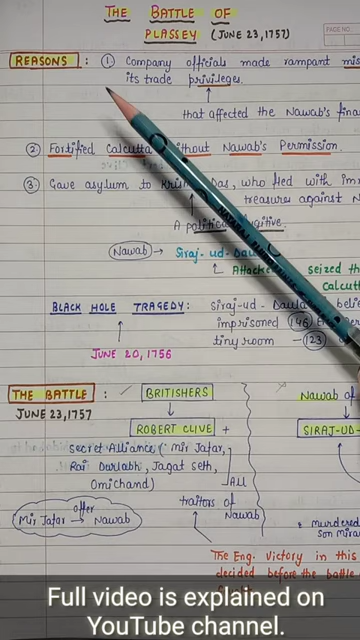 THE BATTLE OF
PLASSEY (JUNE 23, 1757)
PAGE NO.
REASONS : ① Company officials made rampant
its trade privileges.
that affected the Nawab's
② Fortified Calcutta without Nawab's Permission.
③ Gave asylum to Das, who fled with
treasures against
A political fugitive
Nawab → Siraj-ud-
seized
BLACK HOLE TRAGEDY: Siraj-ud-
imprisoned 146
tiny room - 123
JUNE 20, 1756
THE BATTLE : BRITISHERS Nawab of
JUNE 23, 1757
ROBERT CLIVE + SIRAJ-UD-
secret Alliance (Mir Jafar,
Rai Durlabh, Jagat Seth,
Omichand) All
traitors of
Nawab
offer
Mir Jafar → Nawab
Murdered
son
The Eng. victory in this
decided before the battle
Full video is explained on
YouTube channel.